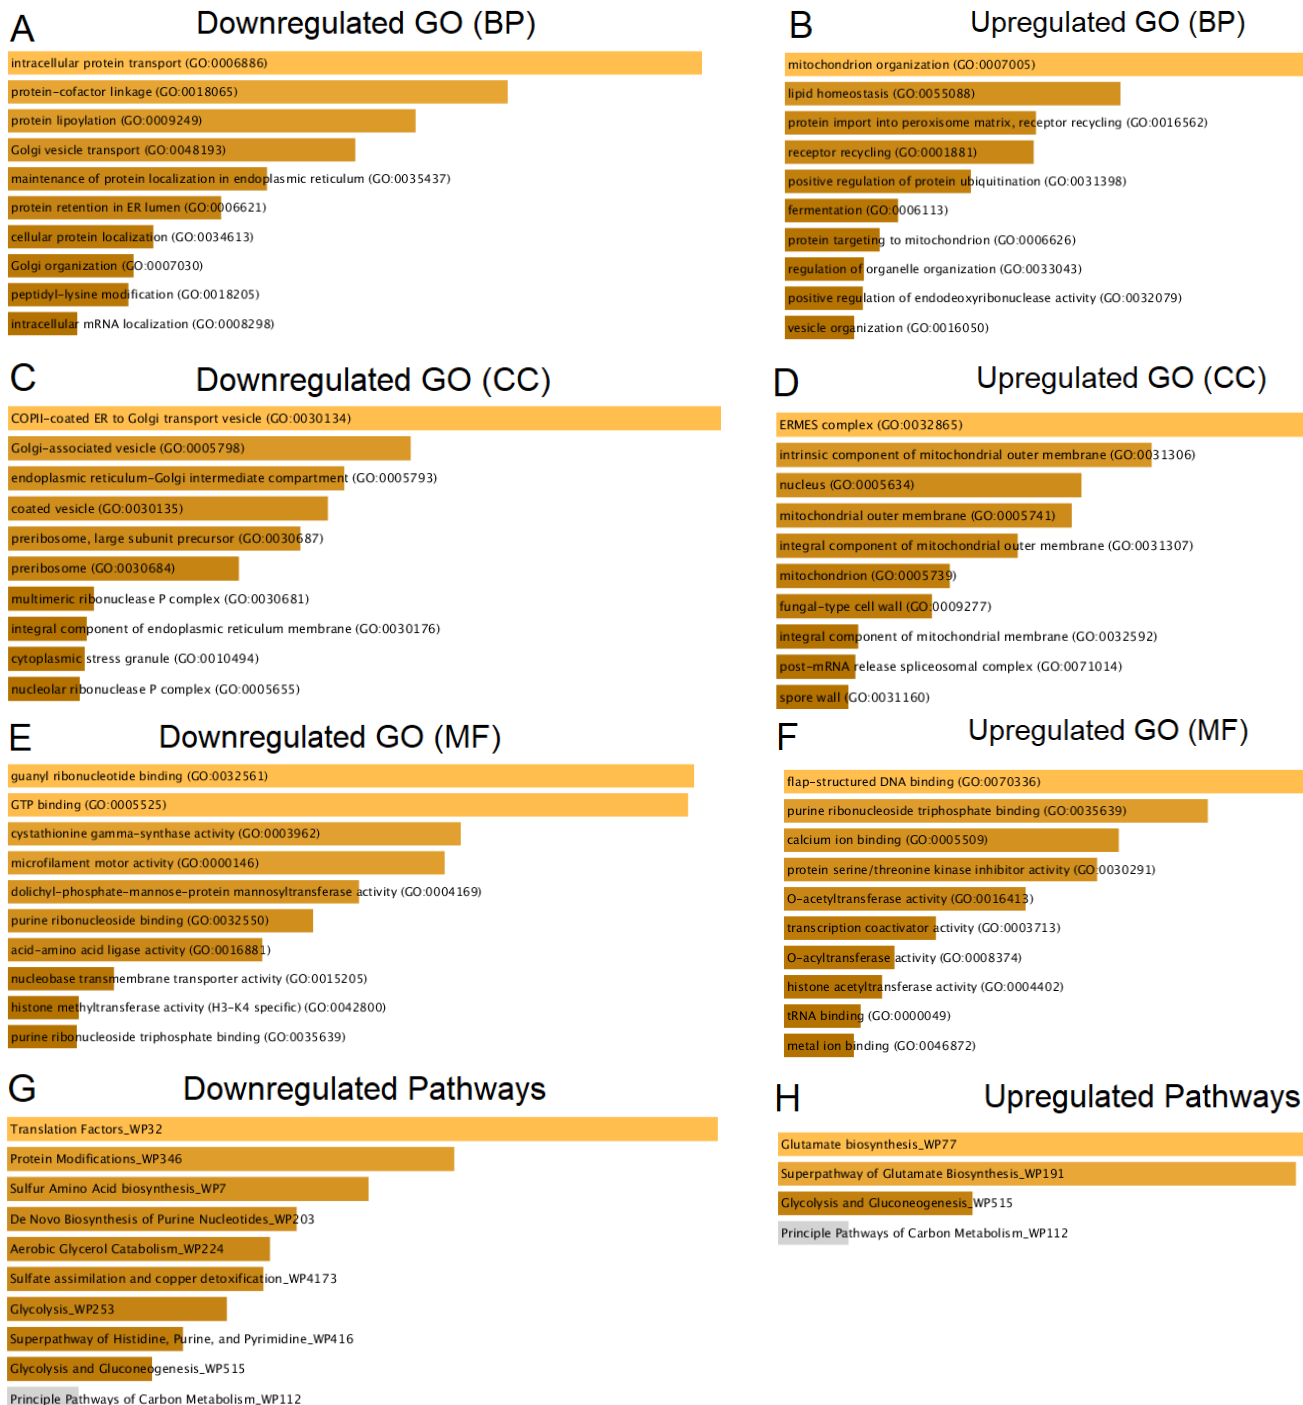 A
Downregulated GO (BP)
intracellular protein transport (GO:0006886)
protein-cofactor linkage (GO:0018065)
protein lipoylation (GO:0009249)
Golgi vesicle transport (GO:0048193)
maintenance of protein localization in endoplasmic reticulum (GO:0035437)
protein retention in ER lumen (GO:0006621)
cellular protein localization (GO:0034613)
Golgi organization (GO:0007030)
peptidyl-lysine modification (GO:0018205)
intracellular mRNA localization (GO:0008298)
B
Upregulated GO (BP)
mitochondrion organization (GO:0007005)
lipid homeostasis (GO:0055088)
protein import into peroxisome matrix, receptor recycling (GO:0016562)
receptor recycling (GO:0001881)
positive regulation of protein ubiquitination (GO:0031398)
fermentation (GO:0006113)
protein targeting to mitochondrion (GO:0006626)
regulation of organelle organization (GO:0033043)
positive regulation of endodeoxyribonuclease activity (GO:0032079)
vesicle organization (GO:0016050)
C
Downregulated GO (CC)
COPII-coated ER to Golgi transport vesicle (GO:0030134)
Golgi-associated vesicle (GO:0005798)
endoplasmic reticulum-Golgi intermediate compartment (GO:0005793)
coated vesicle (GO:0030135)
preribosome, large subunit precursor (GO:0030687)
preribosome (GO:0030684)
multimeric ribonuclease P complex (GO:0030681)
integral component of endoplasmic reticulum membrane (GO:0030176)
cytoplasmic stress granule (GO:0010494)
nucleolar ribonuclease P complex (GO:0005655)
D
Upregulated GO (CC)
ERMES complex (GO:0032865)
intrinsic component of mitochondrial outer membrane (GO:0031306)
nucleus (GO:0005634)
mitochondrial outer membrane (GO:0005741)
integral component of mitochondrial outer membrane (GO:0031307)
mitochondrion (GO:0005739)
fungal-type cell wall (GO:0009277)
integral component of mitochondrial membrane (GO:0032592)
post-mRNA release spliceosomal complex (GO:0071014)
spore wall (GO:0031160)
E
Downregulated GO (MF)
guanyl ribonucleotide binding (GO:0032561)
GTP binding (GO:0005525)
cystathionine gamma-synthase activity (GO:0003962)
microfilament motor activity (GO:0000146)
dolichyl-phosphate-mannose-protein mannosyltransferase activity (GO:0004169)
purine ribonucleoside binding (GO:0032550)
acid-amino acid ligase activity (GO:0016881)
nucleobase transmembrane transporter activity (GO:0015205)
histone methyltransferase activity (H3-K4 specific) (GO:0042800)
purine ribonucleoside triphosphate binding (GO:0035639)
F
Upregulated GO (MF)
flap-structured DNA binding (GO:0070336)
purine ribonucleoside triphosphate binding (GO:0035639)
calcium ion binding (GO:0005509)
protein serine/threonine kinase inhibitor activity (GO:0030291)
O-acetyltransferase activity (GO:0016413)
transcription coactivator activity (GO:0003713)
O-acyltransferase activity (GO:0008374)
histone acetyltransferase activity (GO:0004402)
tRNA binding (GO:0000049)
metal ion binding (GO:0046872)
G
Downregulated Pathways
Translation Factors_WP32
Protein Modifications_WP346
Sulfur Amino Acid biosynthesis_WP7
De Novo Biosynthesis of Purine Nucleotides_WP203
Aerobic Glycerol Catabolism_WP224
Sulfate assimilation and copper detoxification_WP4173
Glycolysis_WP253
Superpathway of Histidine, Purine, and Pyrimidine_WP416
Glycolysis and Gluconeogenesis_WP515
Principle Pathways of Carbon Metabolism_WP112
H
Upregulated Pathways
Glutamate biosynthesis_WP77
Superpathway of Glutamate Biosynthesis_WP191
Glycolysis and Gluconeogenesis_WP515
Principle Pathways of Carbon Metabolism_WP112